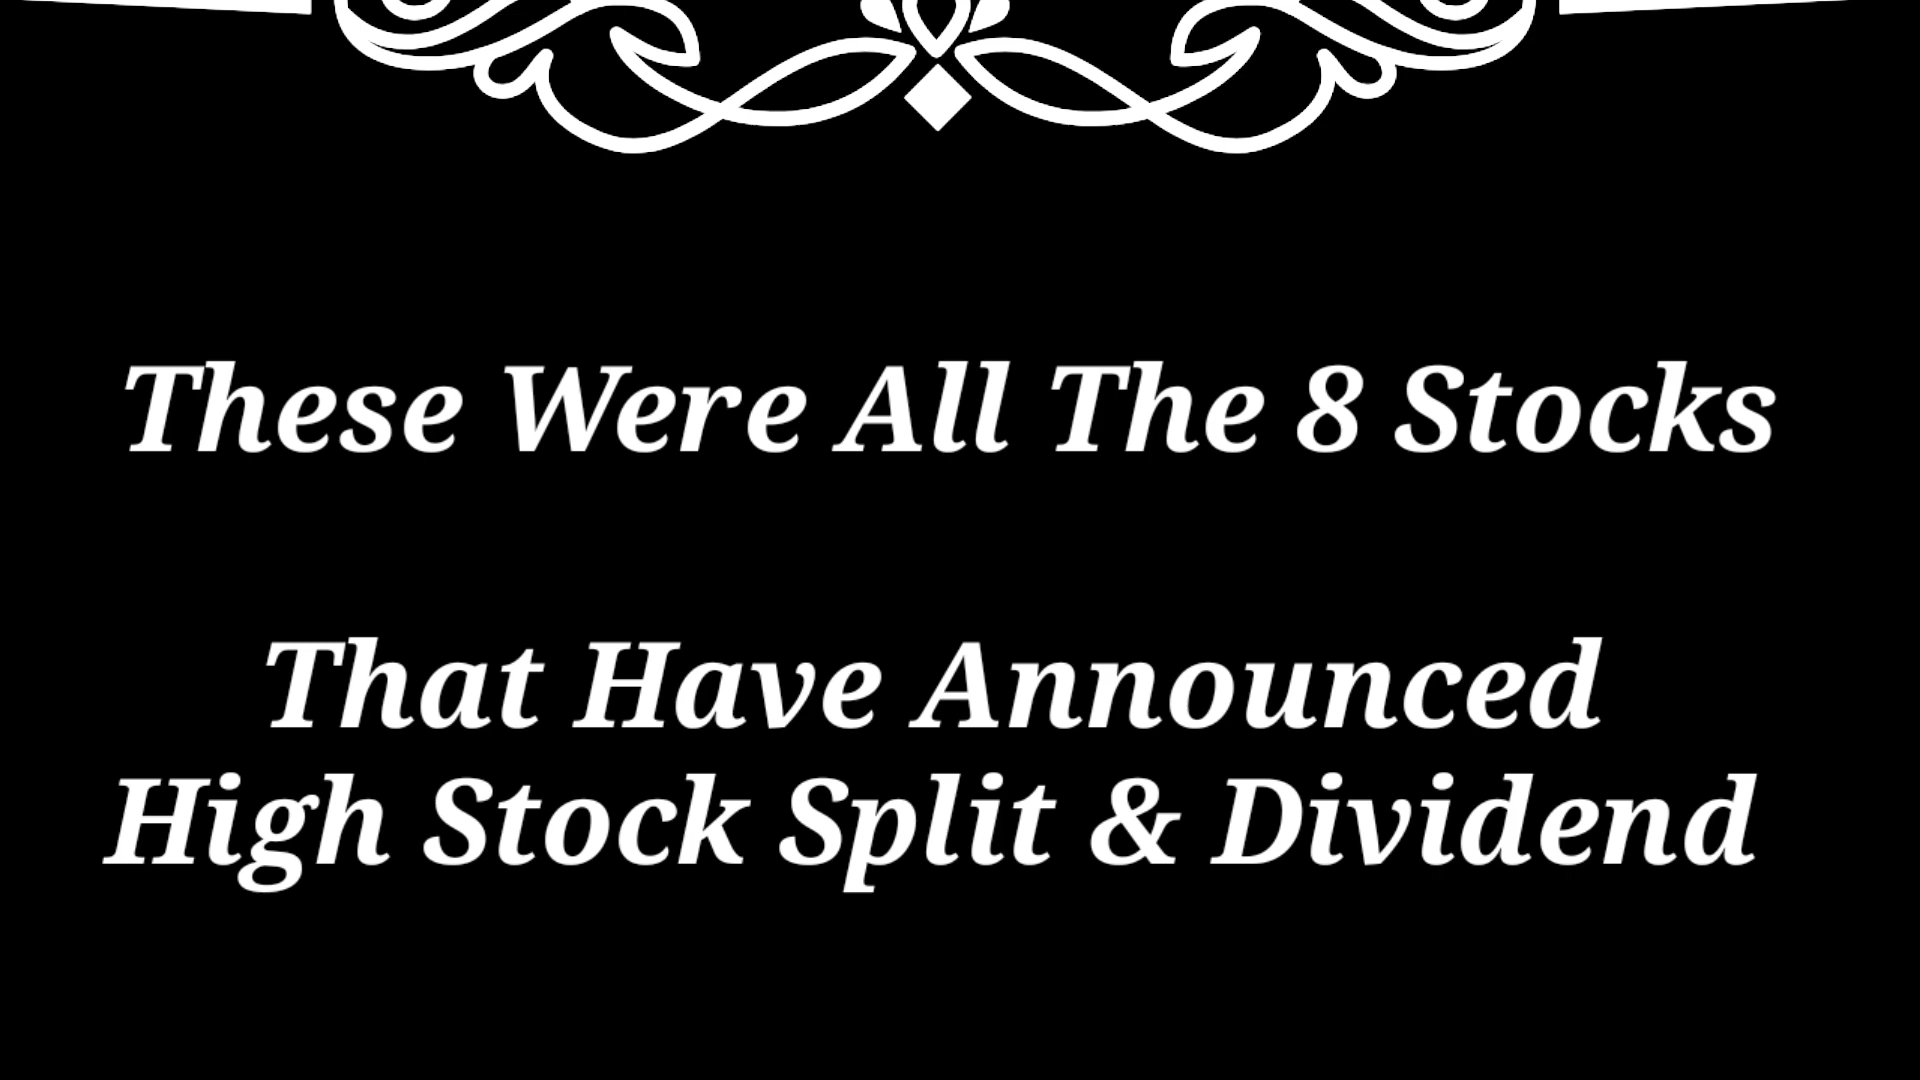 These Were All The 8 Stocks
That Have Announced
High Stock Split & Dividend